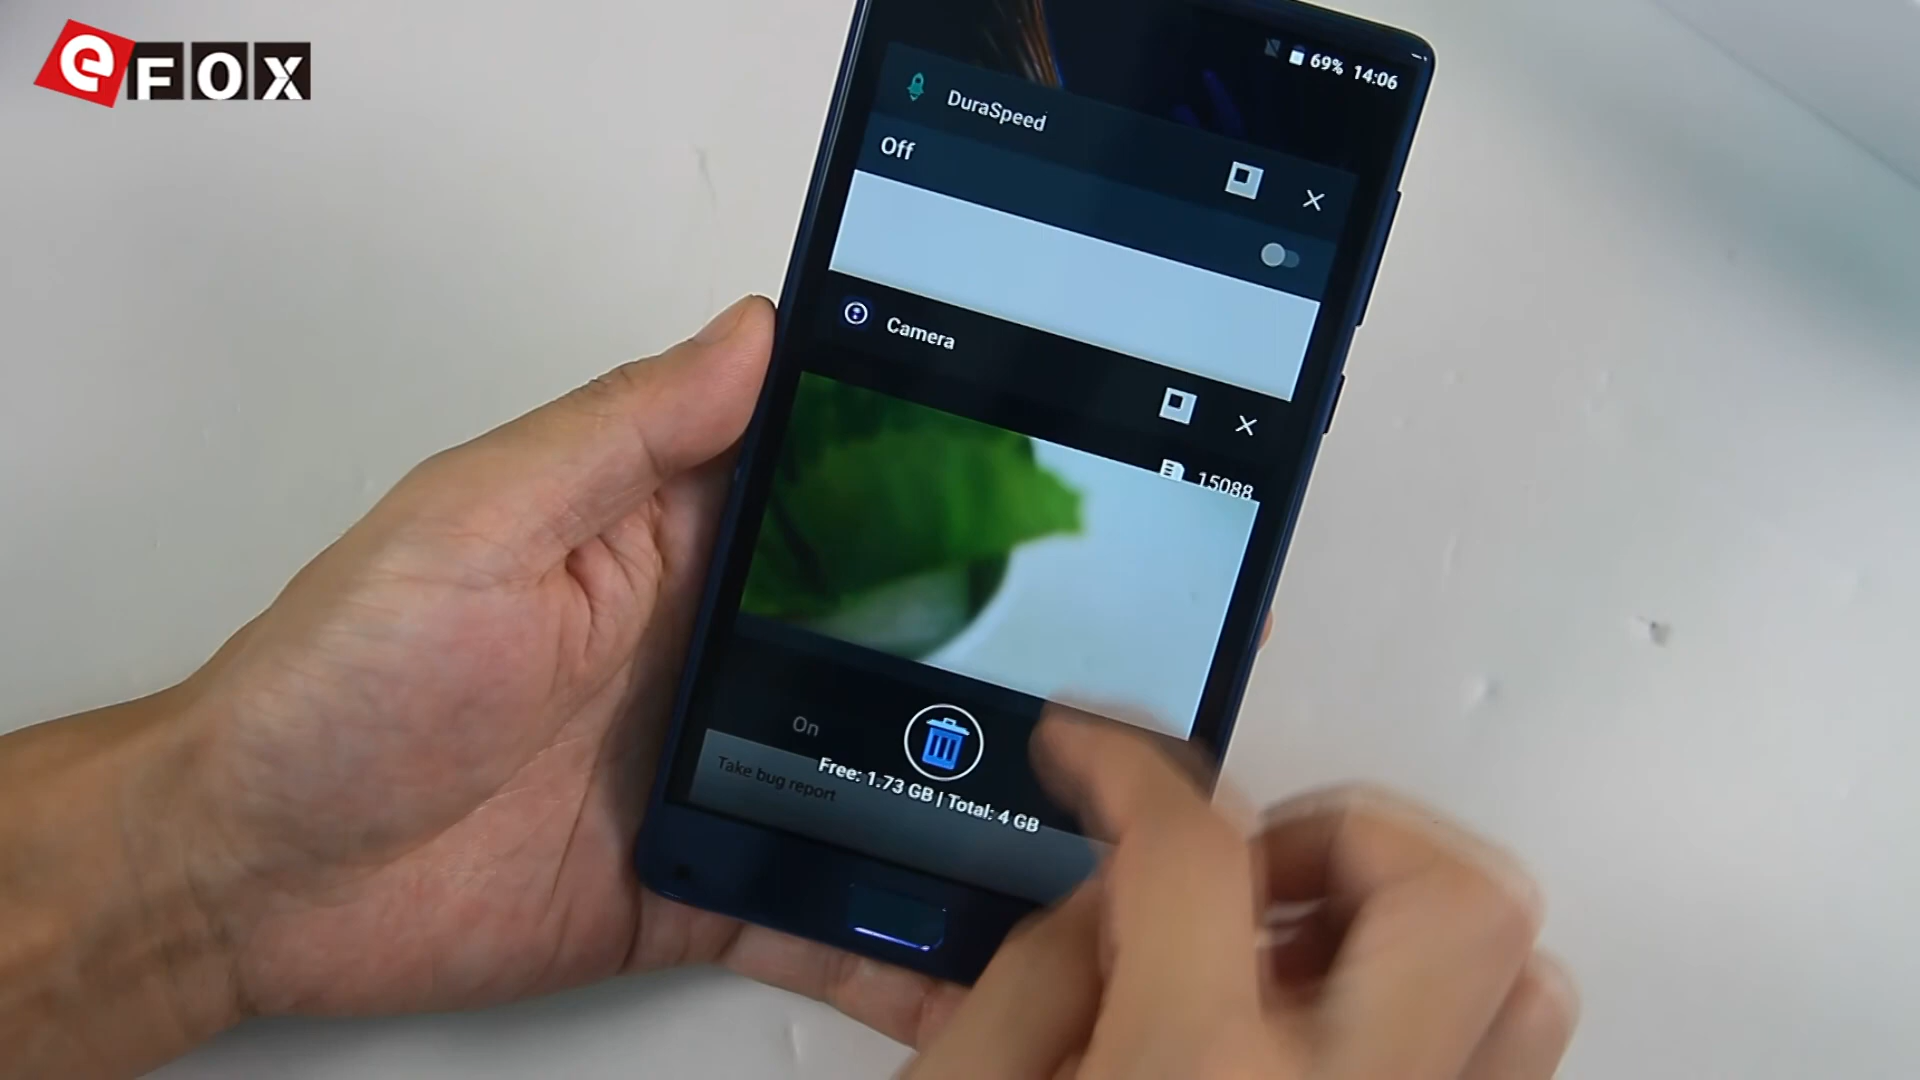 eFOX
69% 14:06
DuraSpeed
Off
Camera
15088
On
Take bug report
Free: 1.73 GB | Total: 4 GB